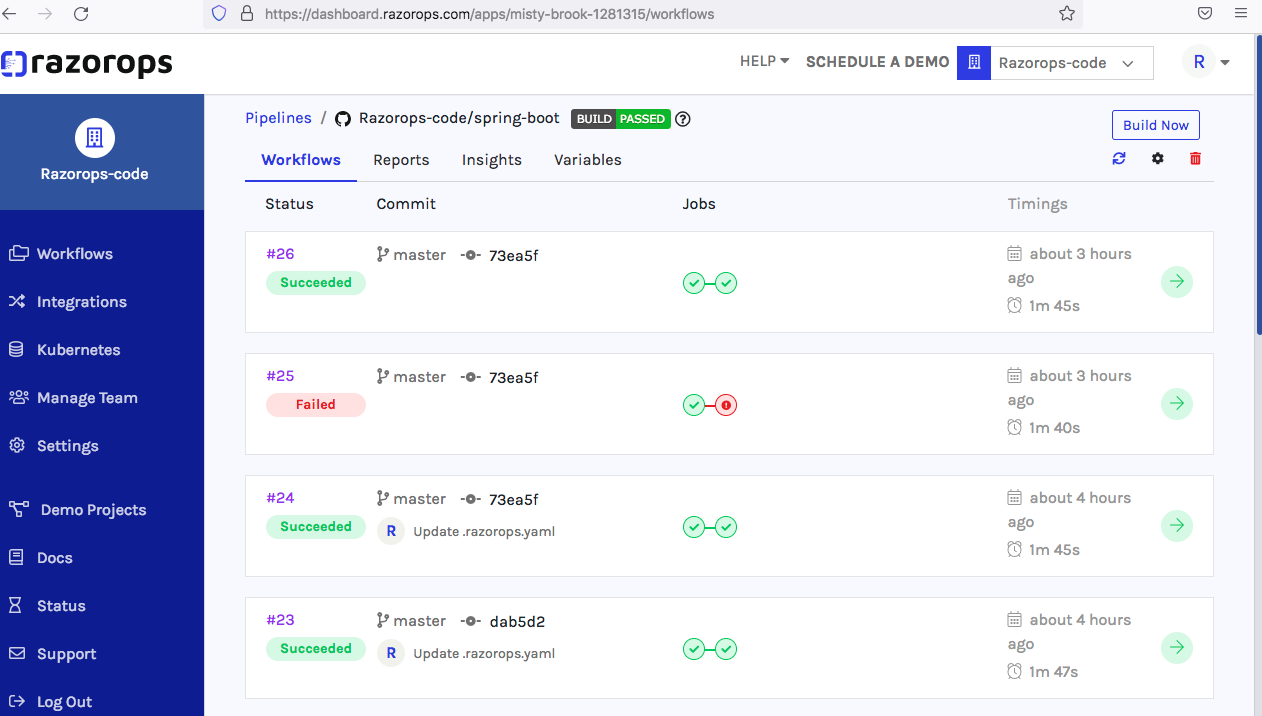 https://dashboard.razorops.com/apps/misty-brook-1281315/workflows
razorops
HELP
SCHEDULE A DEMO
Razorops-code
R
Razorops-code
Workflows
Integrations
Kubernetes
Manage Team
Settings
Demo Projects
Docs
Status
Support
Log Out
Pipelines / Razorops-code/spring-boot BUILD PASSED ?
Build Now
Workflows Reports Insights Variables
Status Commit Jobs Timings
#26 master 73ea5f about 3 hours
ago
Succeeded
1m 45s
#25 master 73ea5f about 3 hours
ago
Failed
1m 40s
#24 master 73ea5f about 4 hours
ago
Succeeded R Update .razorops.yaml
1m 45s
#23 master dab5d2 about 4 hours
ago
Succeeded R Update .razorops.yaml
1m 47s